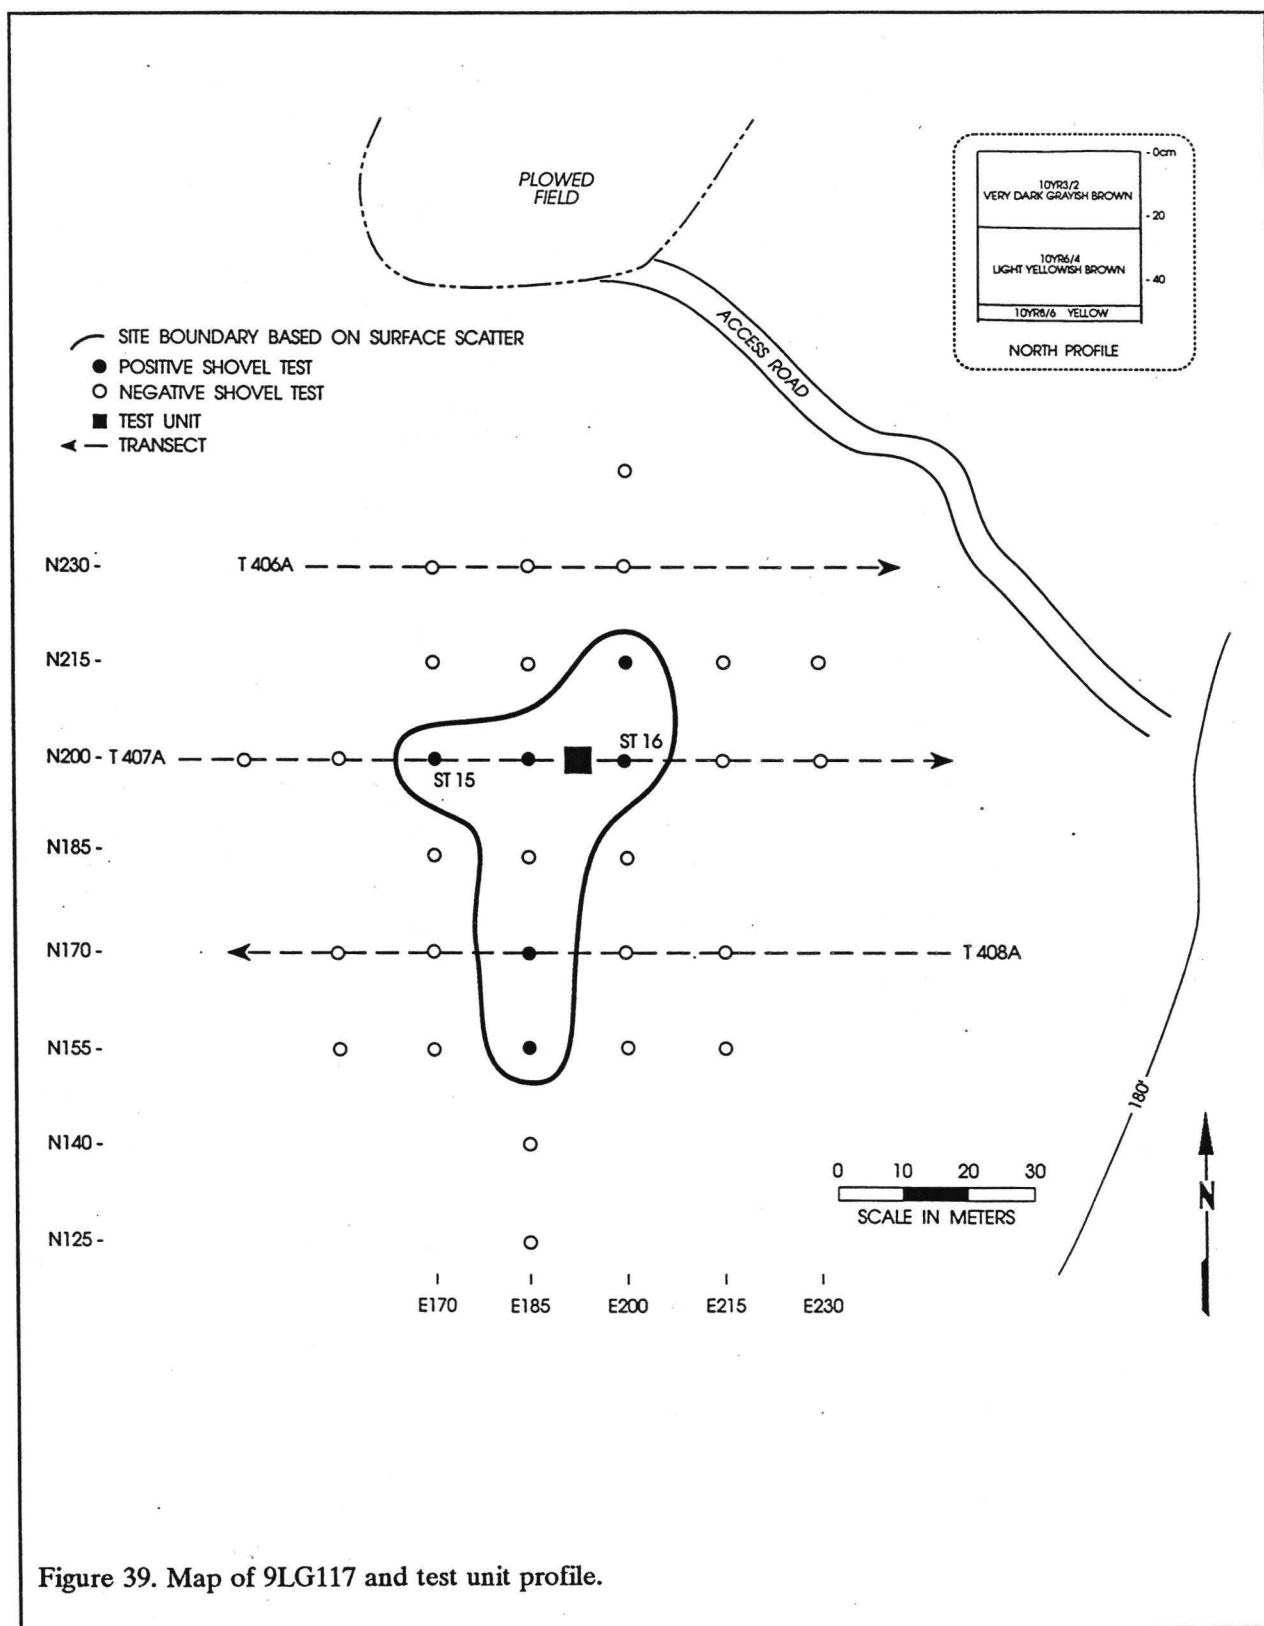 PLOWED
FIELD
- 0cm
10YR3/2
VERY DARK GRAYISH BROWN
- 20
10YR6/4
LIGHT YELLOWISH BROWN
- 40
10YR8/6 YELLOW
NORTH PROFILE
ACCESS ROAD
SITE BOUNDARY BASED ON SURFACE SCATTER
POSITIVE SHOVEL TEST
NEGATIVE SHOVEL TEST
TEST UNIT
TRANSECT
N230 -
T 406A
N215 -
N200 - T 407A
ST 16
ST 15
N185 -
N170 -
T 408A
N155 -
180'
N140 -
0 10 20 30
SCALE IN METERS
N
N125 -
E170 E185 E200 E215 E230
Figure 39. Map of 9LG117 and test unit profile.